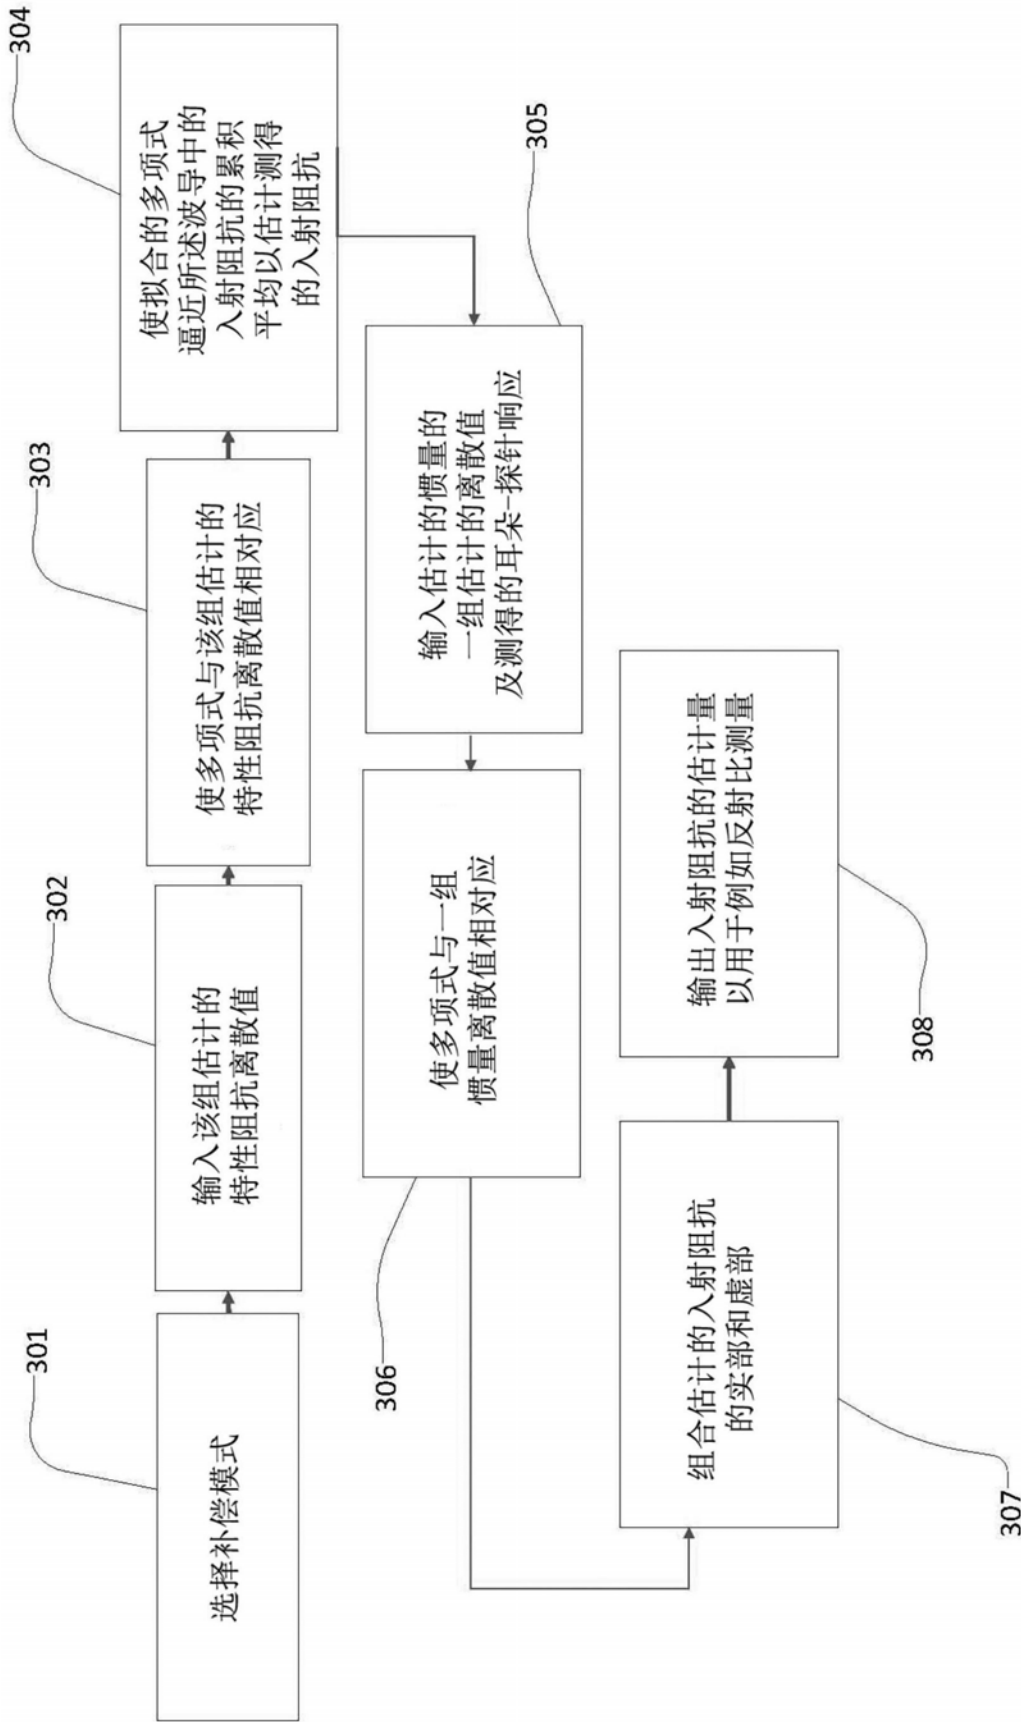 301
选择补偿模式
302
输入该组估计的
特性阻抗离散值
303
使多项式与该组估计的
特性阻抗离散值相对应
304
使拟合的多项式
逼近所述波导中的
入射阻抗的累积
平均以估计测得
的入射阻抗
305
输入估计的惯量的
一组估计的离散值
及测得的耳朵-探针响应
306
使多项式与一组
惯量离散值相对应
307
组合估计的入射阻抗
的实部和虚部
308
输出入射阻抗的估计量
以用于例如反射比测量